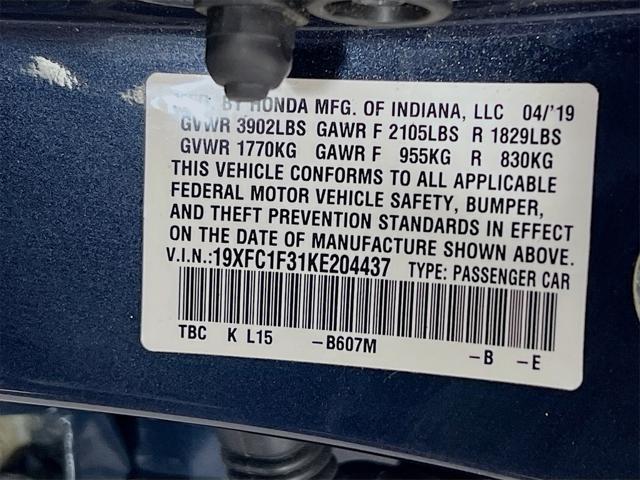 BY HONDA MFG. OF INDIANA, LLC 04/'19
GVWR 3902LBS GAWR F 2105LBS R 1829LBS
GVWR 1770KG GAWR F 955KG R 830KG
THIS VEHICLE CONFORMS TO ALL APPLICABLE
FEDERAL MOTOR VEHICLE SAFETY, BUMPER,
AND THEFT PREVENTION STANDARDS IN EFFECT
ON THE DATE OF MANUFACTURE SHOWN ABOVE.
V.I.N.:19XFC1F31KE204437 TYPE: PASSENGER CAR
TBC K L15 -B607M -B -E